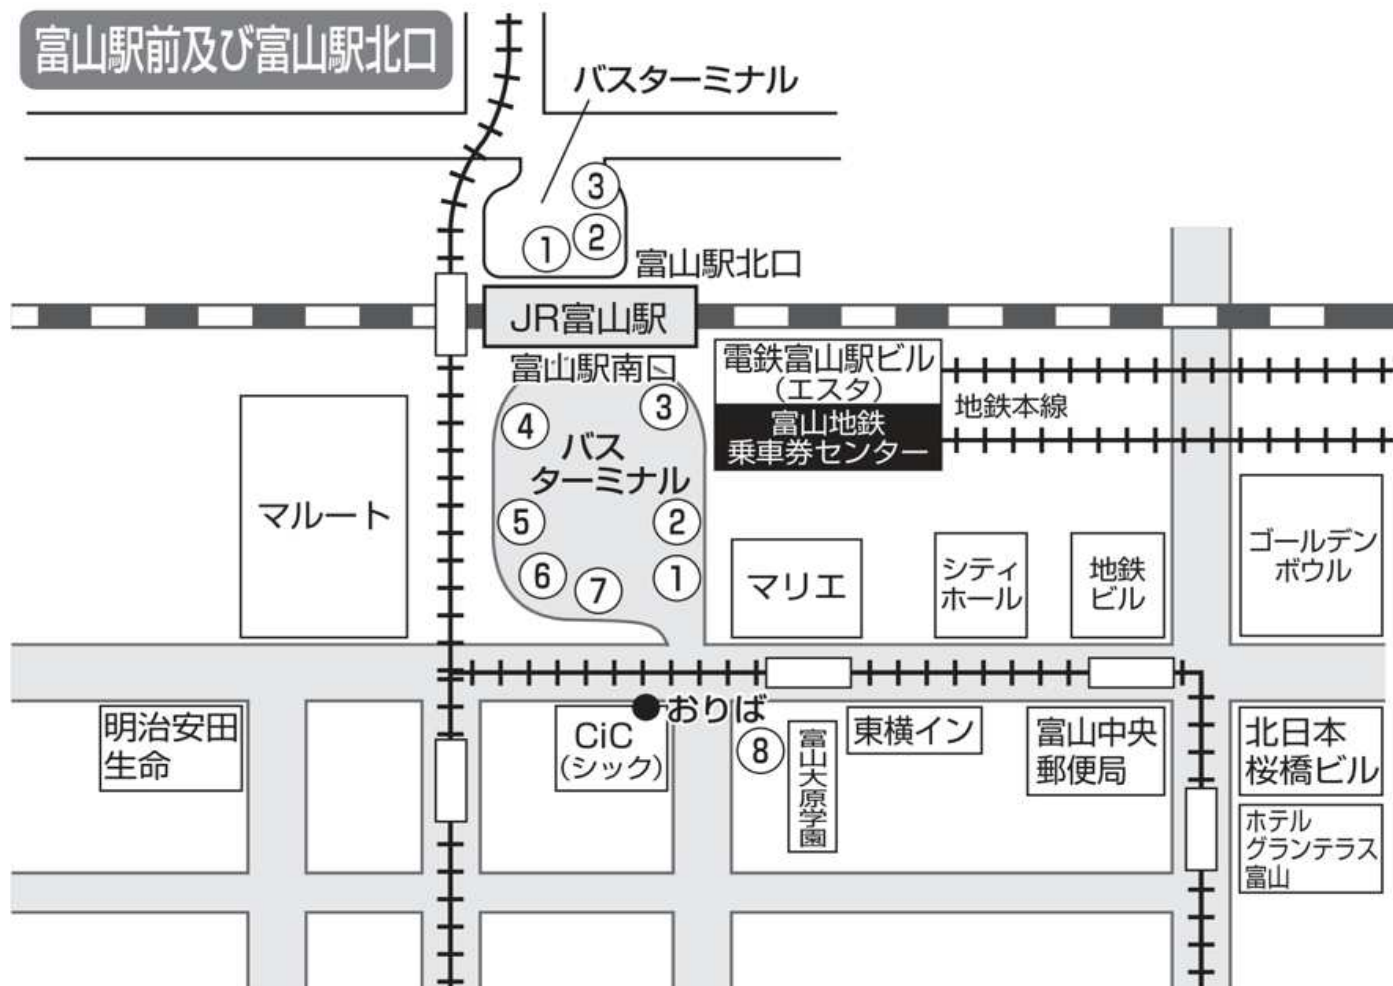 富山駅前及び富山駅北口
バスターミナル
③
②
①
富山駅北口
JR富山駅
富山駅南口
電鉄富山駅ビル
(エスタ)
富山地鉄
乗車券センター
地鉄本線
③
④
バス
ターミナル
⑤
②
⑥
⑦
①
マルート
マリエ
シティ
ホール
地鉄
ビル
ゴールデン
ボウル
おりば
明治安田
生命
CiC
(シック)
⑧
富山大原学園
東横イン
富山中央
郵便局
北日本
桜橋ビル
ホテル
グランテラス
富山